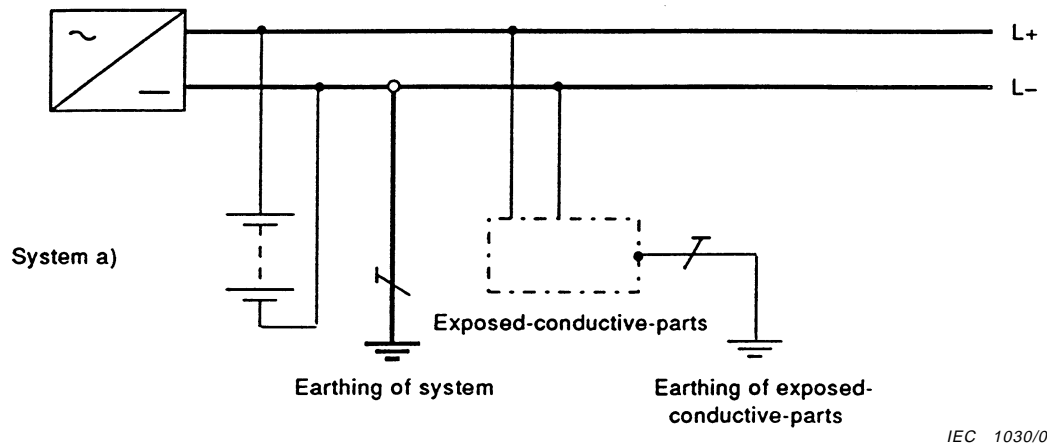 L+
L–
System a)
Exposed-conductive-parts
Earthing of system
Earthing of exposed-
conductive-parts
IEC 1030/0